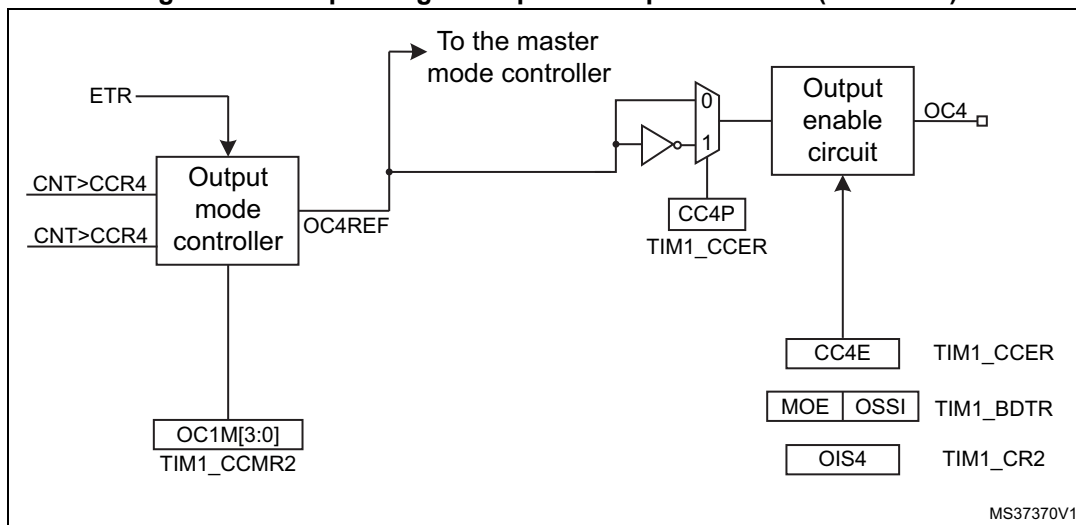 To the master
mode controller
ETR
Output
mode
controller
CNT>CCR4
CNT>CCR4
OC4REF
OC1M[3:0]
TIM1_CCMR2
0
1
CC4P
TIM1_CCER
Output
enable
circuit
OC4
CC4E TIM1_CCER
MOE OSSI TIM1_BDTR
OIS4 TIM1_CR2
MS37370V1